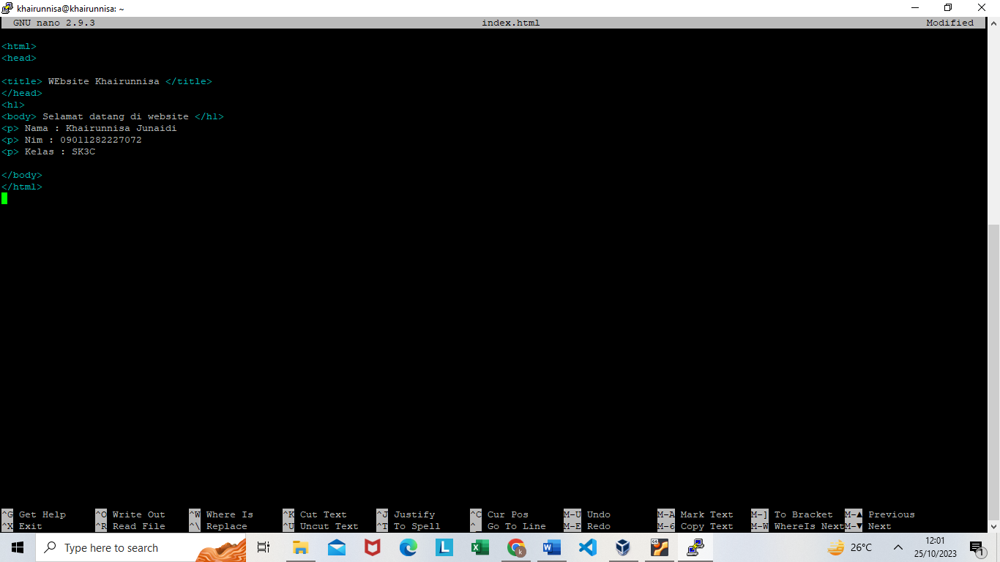 khairunnisa@khairunnisa: ~
GNU nano 2.9.3 index.html Modified
<html>
<head>
<title> WEbsite Khairunnisa </title>
</head>
<h1>
<body> Selamat datang di website </h1>
<p> Nama : Khairunnisa Junaidi
<p> Nim : 09011282227072
<p> Kelas : SK3C
</body>
</html>
^G Get Help ^O Write Out ^W Where Is ^K Cut Text ^J Justify ^C Cur Pos M-U Undo M-A Mark Text M-] To Bracket M-▲ Previous
^X Exit ^R Read File ^\ Replace ^U Uncut Text ^T To Spell ^_ Go To Line M-E Redo M-6 Copy Text M-W WhereIs Next M-▼ Next
Type here to search L k 64 26°C 12:01
25/10/2023 1